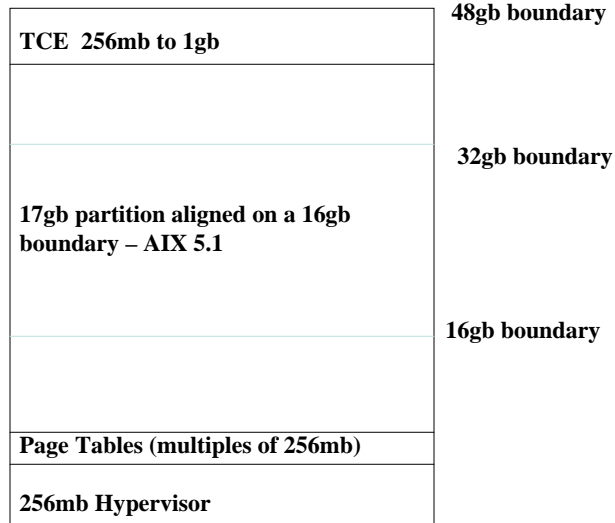 48gb boundary
TCE 256mb to 1gb
32gb boundary
17gb partition aligned on a 16gb
boundary – AIX 5.1
16gb boundary
Page Tables (multiples of 256mb)
256mb Hypervisor